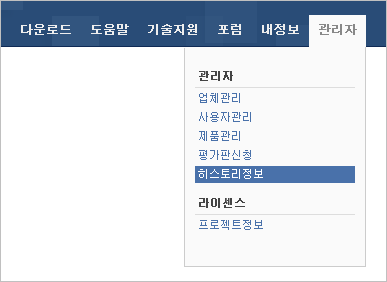 다운로드 도움말 기술지원 포럼 내정보 관리자
관리자
업체관리
사용자관리
제품관리
평가판신청
히스토리정보
라이센스
프로젝트정보